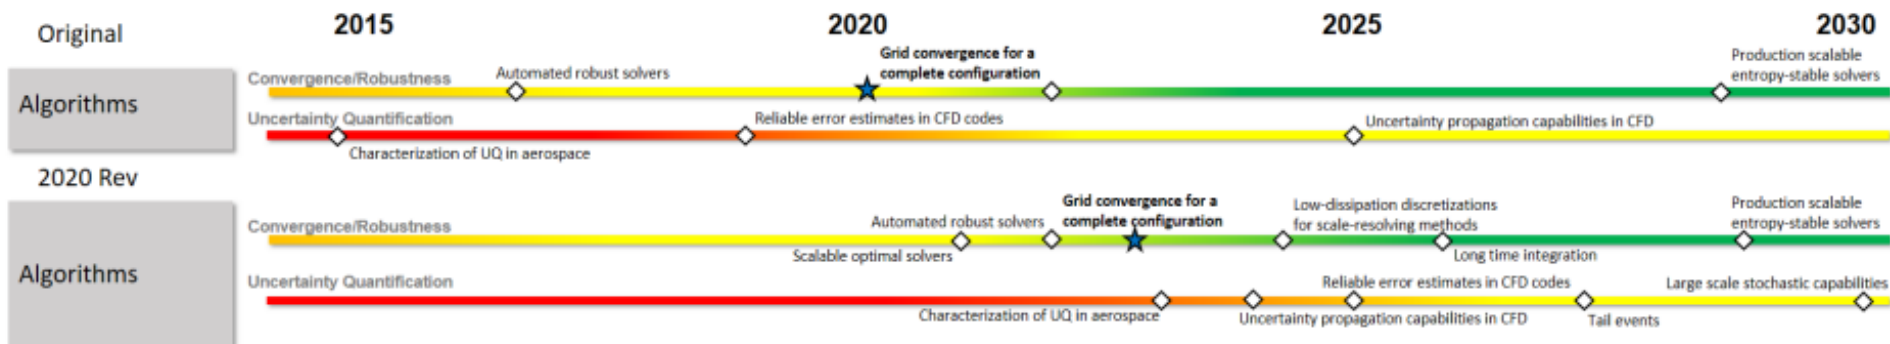 Original
2015
2020
2025
2030
Grid convergence for a
complete configuration
Production scalable
entropy-stable solvers
Convergence/Robustness
Automated robust solvers
Algorithms
Uncertainty Quantification
Reliable error estimates in CFD codes
Uncertainty propagation capabilities in CFD
Characterization of UQ in aerospace
2020 Rev
Grid convergence for a
complete configuration
Low-dissipation discretizations
for scale-resolving methods
Production scalable
entropy-stable solvers
Convergence/Robustness
Automated robust solvers
Scalable optimal solvers
Long time integration
Algorithms
Uncertainty Quantification
Reliable error estimates in CFD codes
Large scale stochastic capabilities
Characterization of UQ in aerospace
Uncertainty propagation capabilities in CFD
Tail events